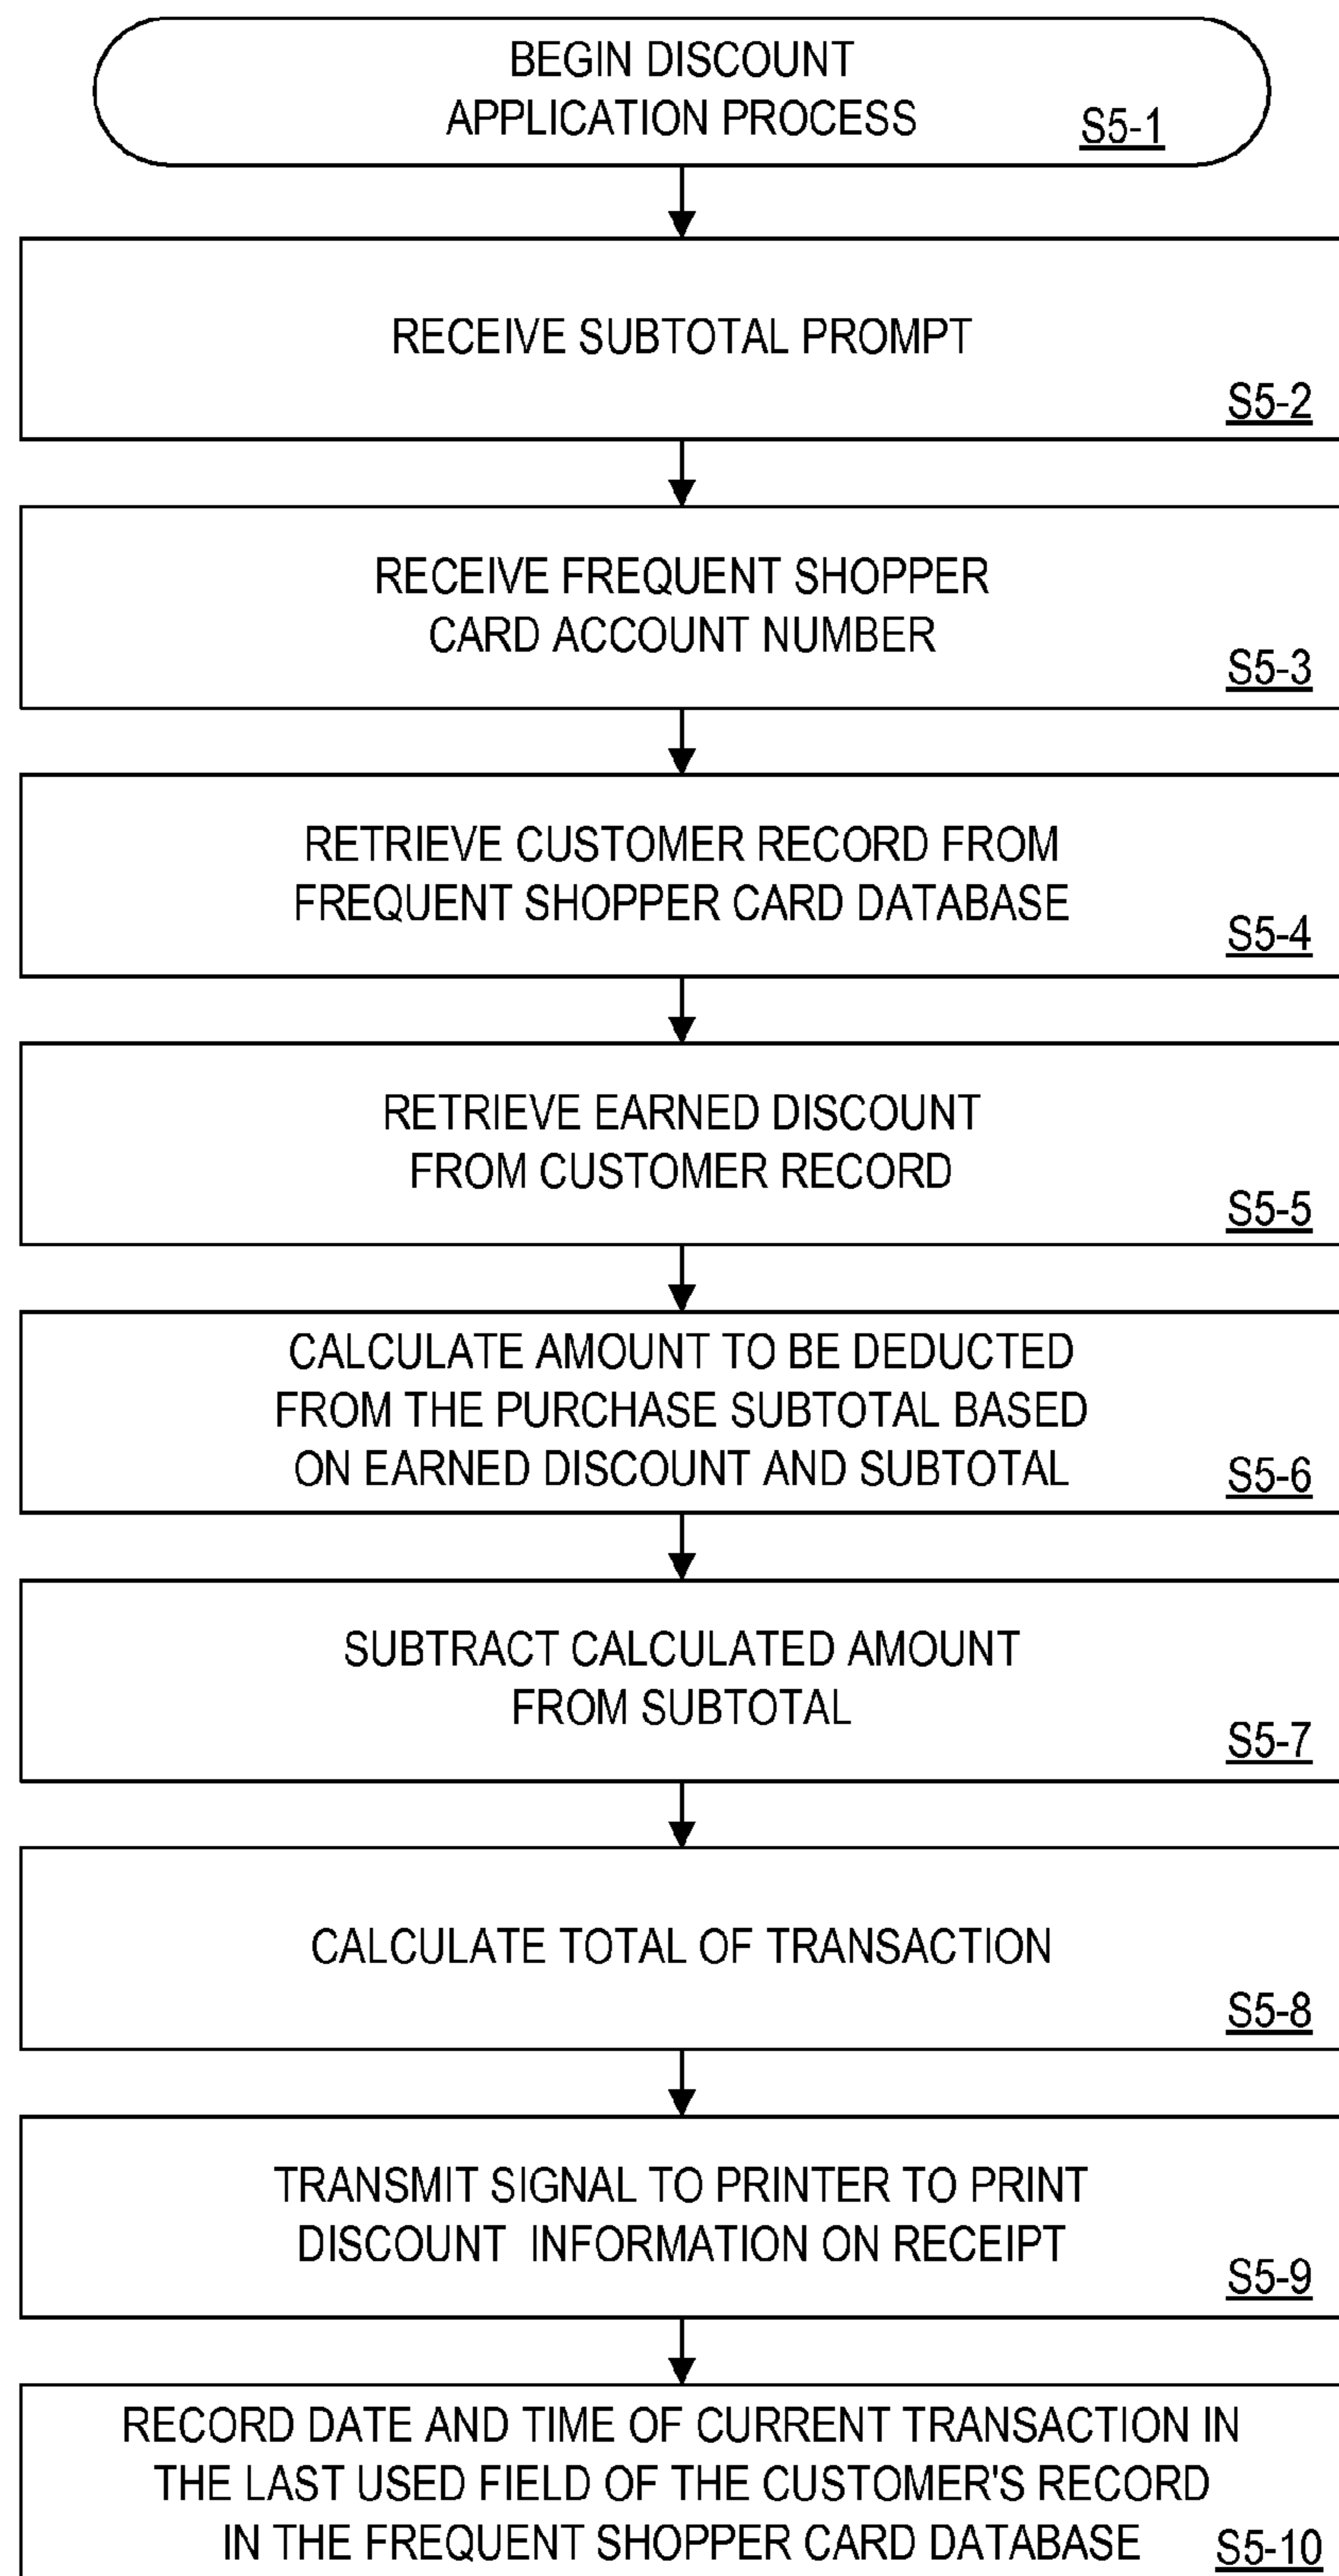 BEGIN DISCOUNT
APPLICATION PROCESS
S5-1
RECEIVE SUBTOTAL PROMPT
S5-2
RECEIVE FREQUENT SHOPPER
CARD ACCOUNT NUMBER
S5-3
RETRIEVE CUSTOMER RECORD FROM
FREQUENT SHOPPER CARD DATABASE
S5-4
RETRIEVE EARNED DISCOUNT
FROM CUSTOMER RECORD
S5-5
CALCULATE AMOUNT TO BE DEDUCTED
FROM THE PURCHASE SUBTOTAL BASED
ON EARNED DISCOUNT AND SUBTOTAL
S5-6
SUBTRACT CALCULATED AMOUNT
FROM SUBTOTAL
S5-7
CALCULATE TOTAL OF TRANSACTION
S5-8
TRANSMIT SIGNAL TO PRINTER TO PRINT
DISCOUNT INFORMATION ON RECEIPT
S5-9
RECORD DATE AND TIME OF CURRENT TRANSACTION IN
THE LAST USED FIELD OF THE CUSTOMER'S RECORD
IN THE FREQUENT SHOPPER CARD DATABASE
S5-10